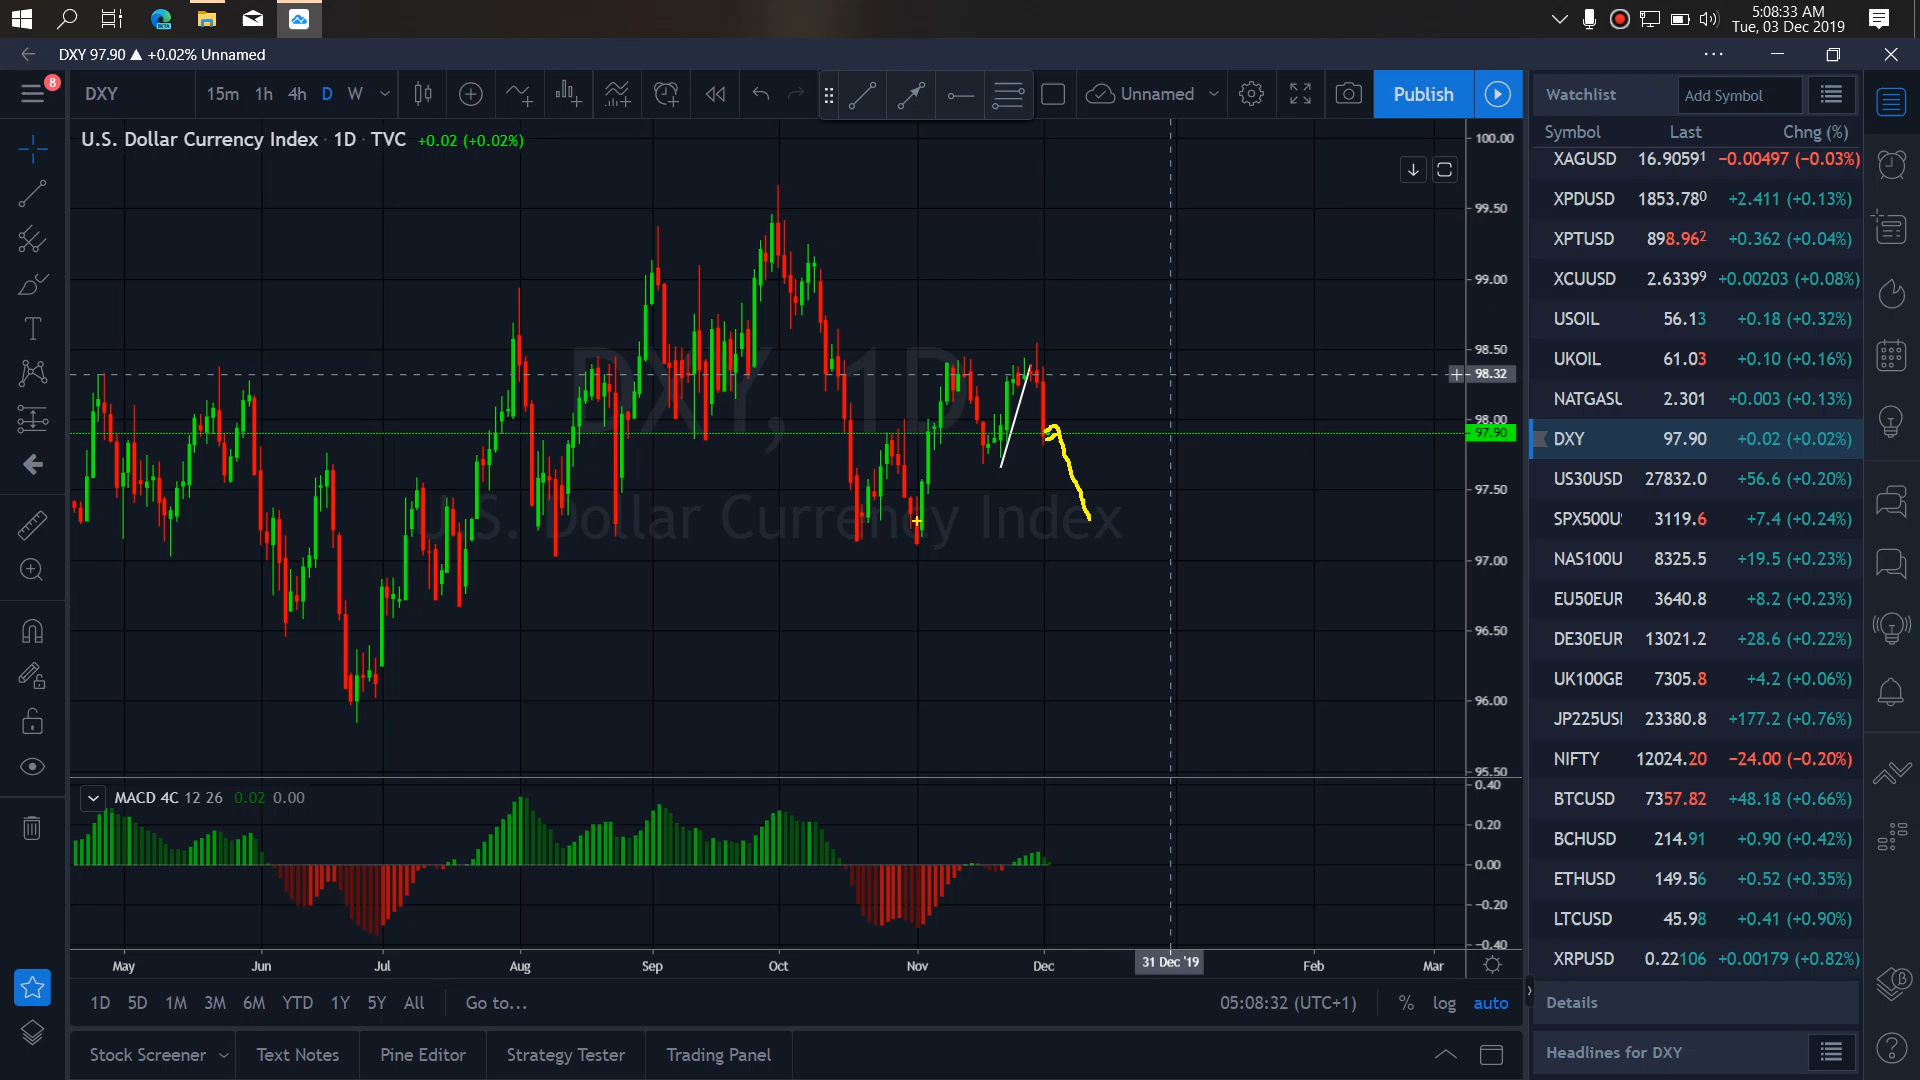 5:08:33 AM
Tue, 03 Dec 2019
DXY 97.90 ▲ +0.02% Unnamed
8
DXY 15m 1h 4h D W Unnamed Publish
Watchlist Add Symbol
U.S. Dollar Currency Index · 1D · TVC +0.02 (+0.02%)
Symbol Last Chng (%)
XAGUSD 16.9059¹ −0.00497 (−0.03%)
XPDUSD 1853.78⁰ +2.411 (+0.13%)
XPTUSD 898.96² +0.362 (+0.04%)
XCUUSD 2.6339⁹ +0.00203 (+0.08%)
USOIL 56.13 +0.18 (+0.32%)
UKOIL 61.03 +0.10 (+0.16%)
NATGASU 2.301 +0.003 (+0.13%)
DXY 97.90 +0.02 (+0.02%)
US30USD 27832.0 +56.6 (+0.20%)
SPX500U 3119.6 +7.4 (+0.24%)
NAS100U 8325.5 +19.5 (+0.23%)
EU50EUR 3640.8 +8.2 (+0.23%)
DE30EUR 13021.2 +28.6 (+0.22%)
UK100GB 7305.8 +4.2 (+0.06%)
JP225US 23380.8 +177.2 (+0.76%)
NIFTY 12024.20 −24.00 (−0.20%)
BTCUSD 7357.82 +48.18 (+0.66%)
BCHUSD 214.91 +0.90 (+0.42%)
ETHUSD 149.56 +0.52 (+0.35%)
LTCUSD 45.98 +0.41 (+0.90%)
XRPUSD 0.22106 +0.00179 (+0.82%)
100.00
99.50
99.00
98.50
98.32
98.00
97.90
97.50
97.00
96.50
96.00
95.50
DXY, 1D
U.S. Dollar Currency Index
MACD 4C 12 26 0.02 0.00
0.40
0.20
0.00
−0.20
−0.40
May Jun Jul Aug Sep Oct Nov Dec 31 Dec '19 Feb Mar
1D 5D 1M 3M 6M YTD 1Y 5Y All Go to... 05:08:32 (UTC+1) % log auto
Details
Stock Screener Text Notes Pine Editor Strategy Tester Trading Panel
Headlines for DXY